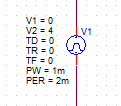 V1 = 0
V2 = 4
TD = 0
TR = 0
TF = 0
PW = 1m
PER = 2m
V1